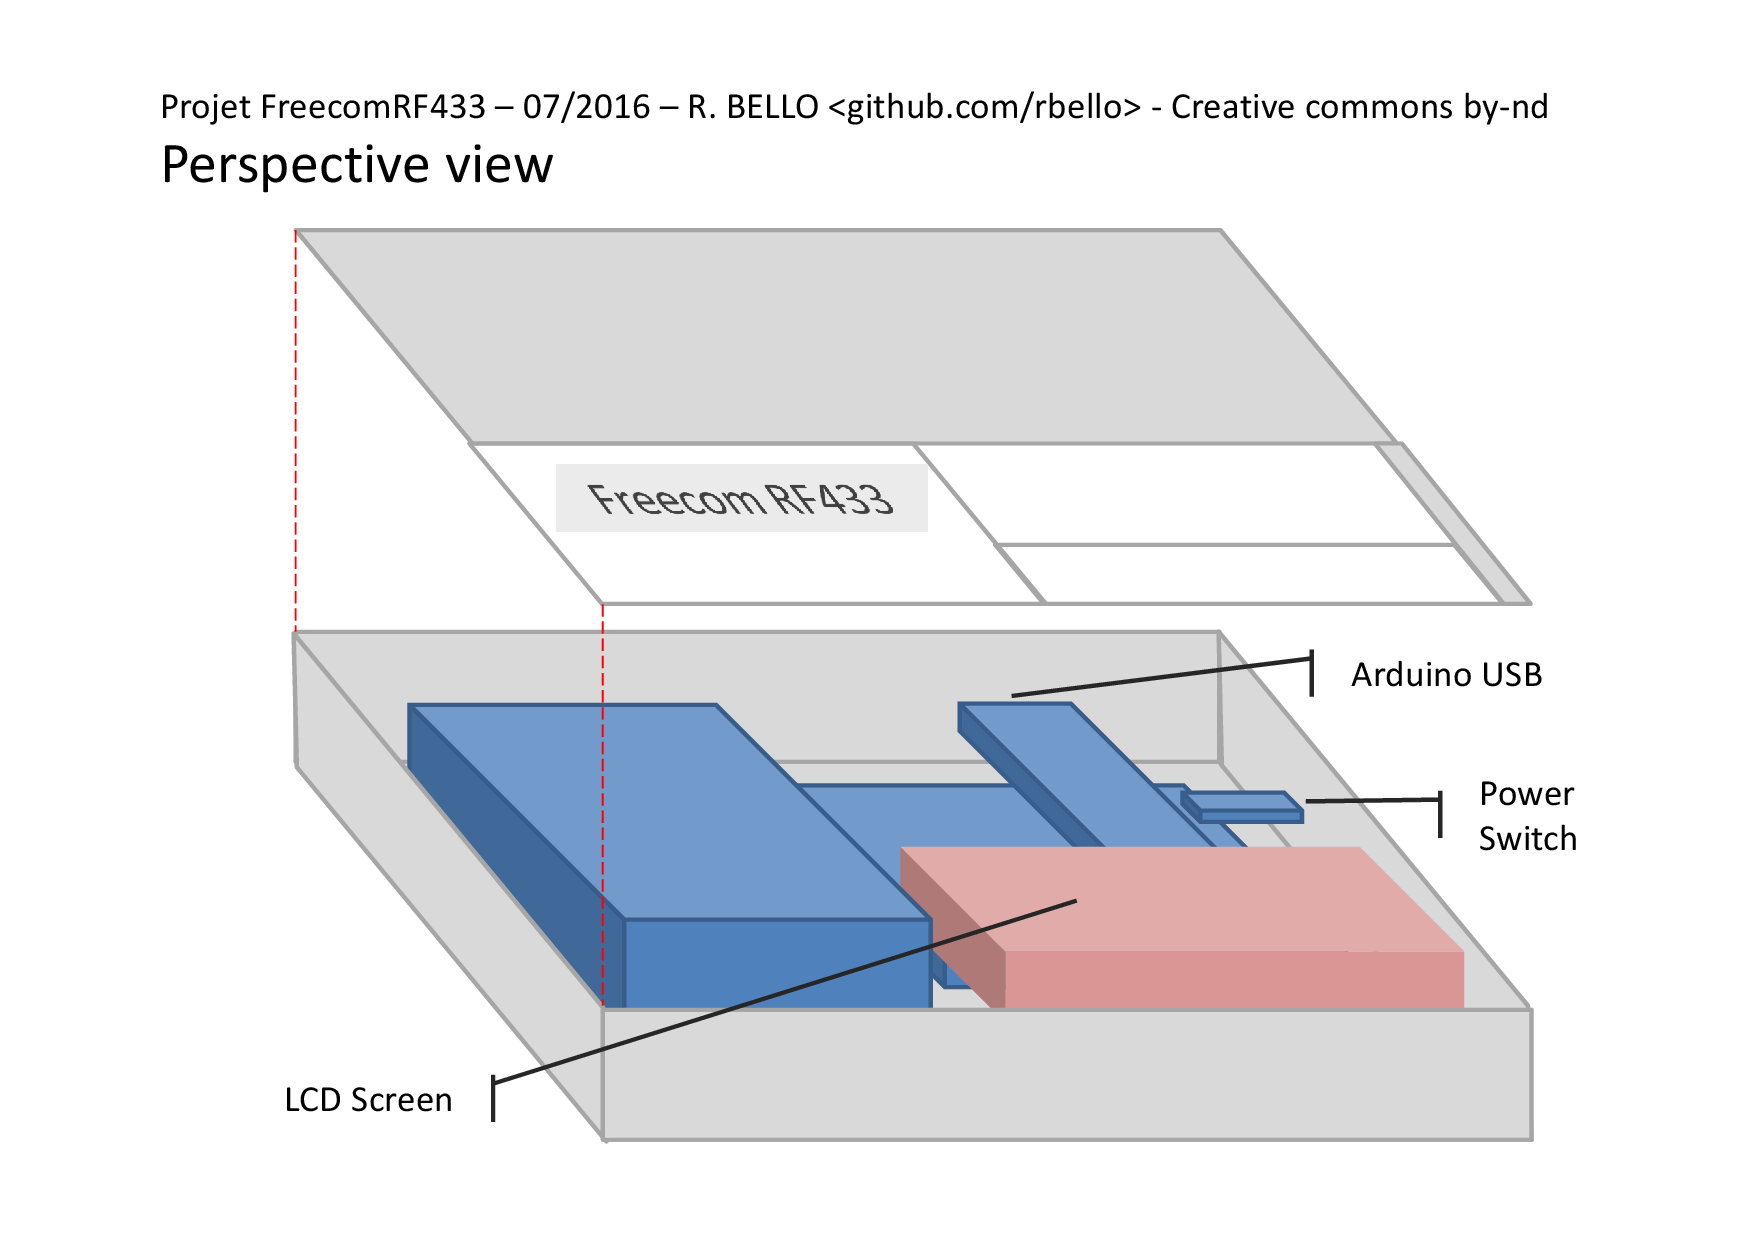 Projet FreecomRF433 – 07/2016 – R. BELLO <github.com/rbello> - Creative commons by-nd
Perspective view
Freecom RF433
Arduino USB
Power
Switch
LCD Screen